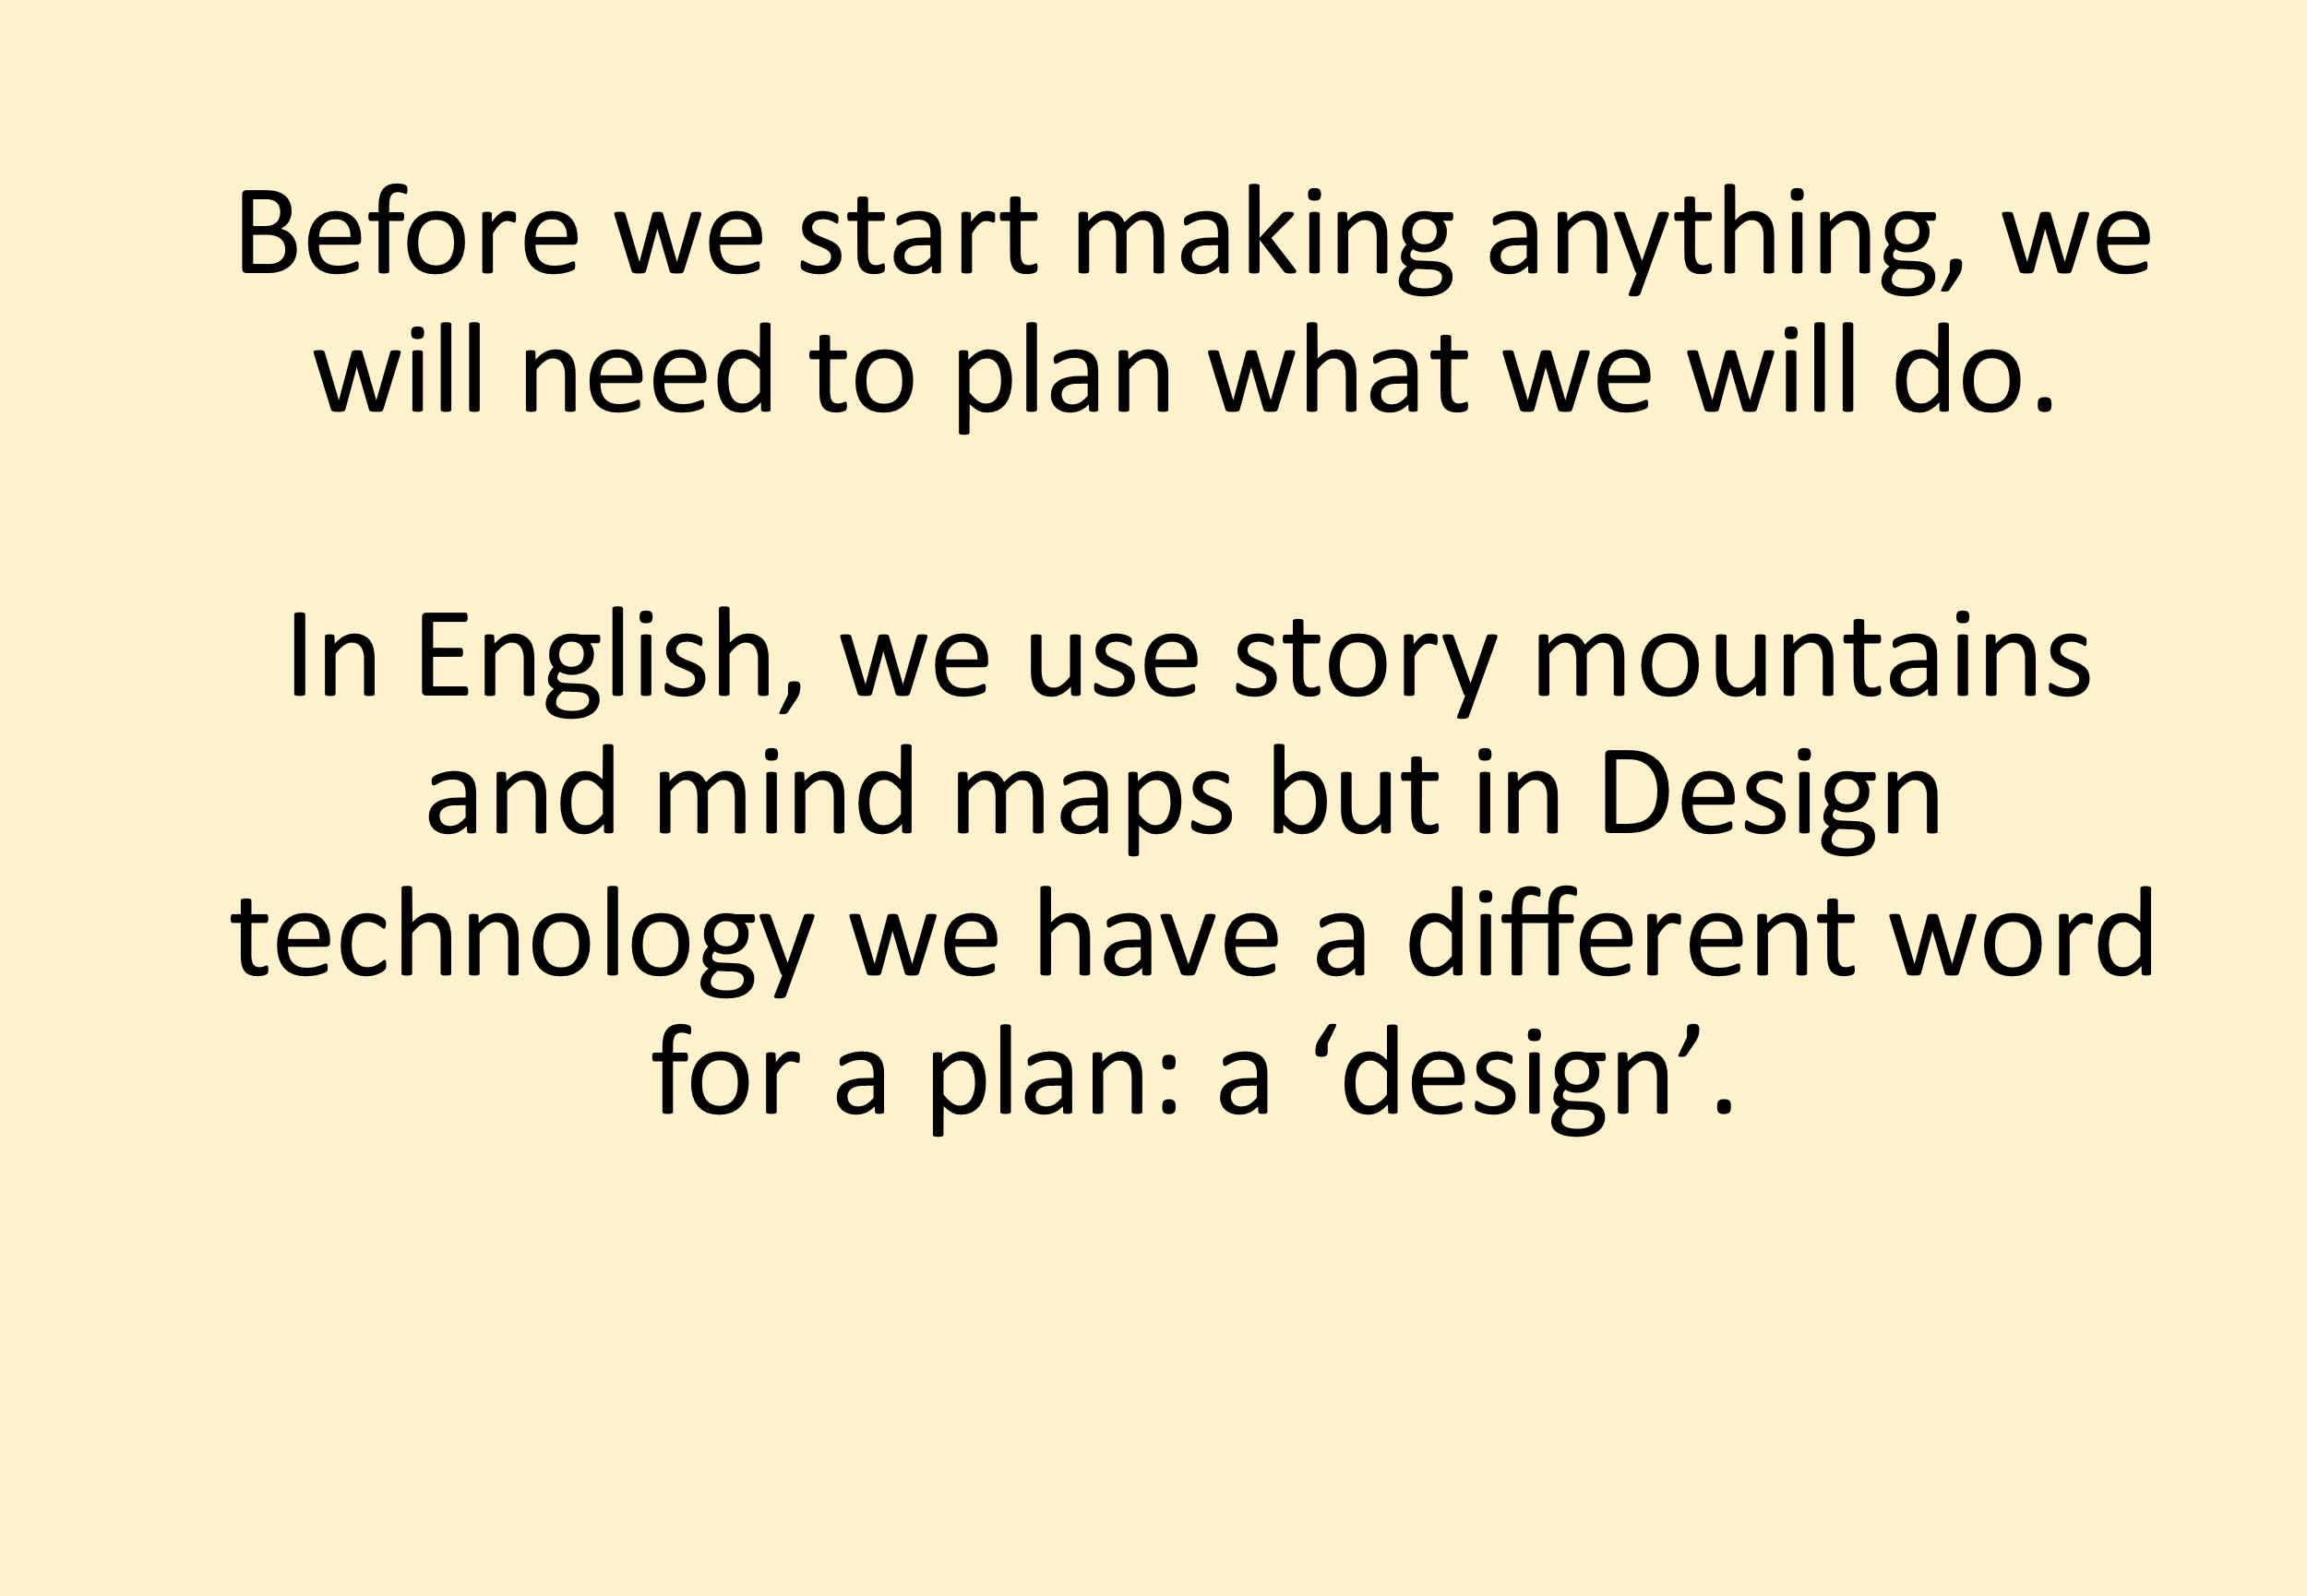 Before we start making anything, we
will need to plan what we will do.
In English, we use story mountains
and mind maps but in Design
technology we have a different word
for a plan: a ‘design’.